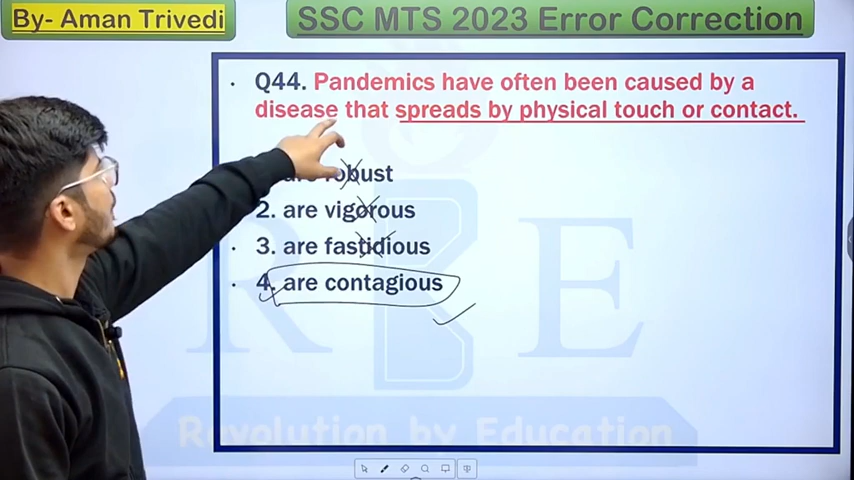 By- Aman Trivedi
SSC MTS 2023 Error Correction
Q44. Pandemics have often been caused by a
disease that spreads by physical touch or contact.
are robust
2. are vigorous
3. are fastidious
4. are contagious
R B E
Revolution by Education